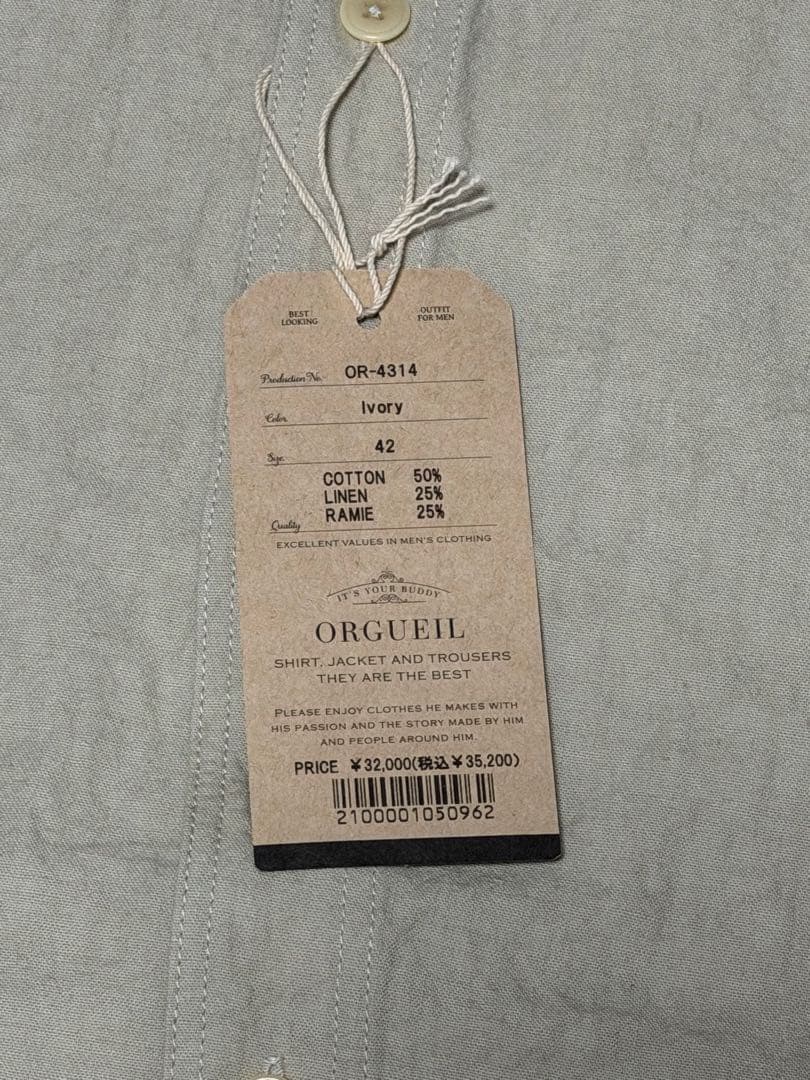 BEST LOOKING
OUTFIT FOR MEN
Production No. OR-4314
Color Ivory
Size 42
COTTON 50%
LINEN 25%
RAMIE 25%
Quality
EXCELLENT VALUES IN MEN'S CLOTHING
IT'S YOUR BUDDY
ORGUEIL
SHIRT, JACKET AND TROUSERS
THEY ARE THE BEST
PLEASE ENJOY CLOTHES HE MAKES WITH
HIS PASSION AND THE STORY MADE BY HIM
AND PEOPLE AROUND HIM.
PRICE ¥32,000(税込¥35,200)
2100001050962